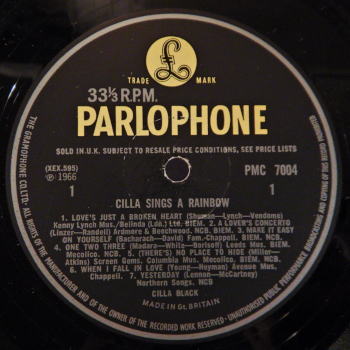 TRADE MARK
33⅓ R.P.M.
PARLOPHONE
SOLD IN U.K. SUBJECT TO RESALE PRICE CONDITIONS, SEE PRICE LISTS
(XEX.595)
PMC 7004
℗ 1966
1
1
CILLA SINGS A RAINBOW
1. LOVE'S JUST A BROKEN HEART (Shuman—Lynch—Vendome)
Kenny Lynch Mus./Belinda (Ldn.) Ltd. BIEM. 2. A LOVER'S CONCERTO
(Linzer—Randell) Ardmore & Beechwood. NCB. BIEM. 3. MAKE IT EASY
ON YOURSELF (Bacharach—David) Fam.-Chappell. BIEM. NCB. 4.
ONE TWO THREE (Madara—White—Borisoff) Leeds Mus. BIEM.
Mecolico. NCB. 5. (THERE'S) NO PLACE TO HIDE (Miller—
Atkins) Screen Gems, Columbia Mus. Mecolico. BIEM. NCB.
6. WHEN I FALL IN LOVE (Young—Heyman) Avenue Mus.
Chappell. 7. YESTERDAY (Lennon—McCartney)
Northern Songs. NCB
CILLA BLACK
MADE IN Gt. BRITAIN
THE GRAMOPHONE CO. LTD. ALL RIGHTS OF THE MANUFACTURER AND OF THE OWNER OF THE RECORDED WORK RESERVED. UNAUTHORISED PUBLIC PERFORMANCE BROADCASTING AND COPYING OF THIS RECORD PROHIBITED